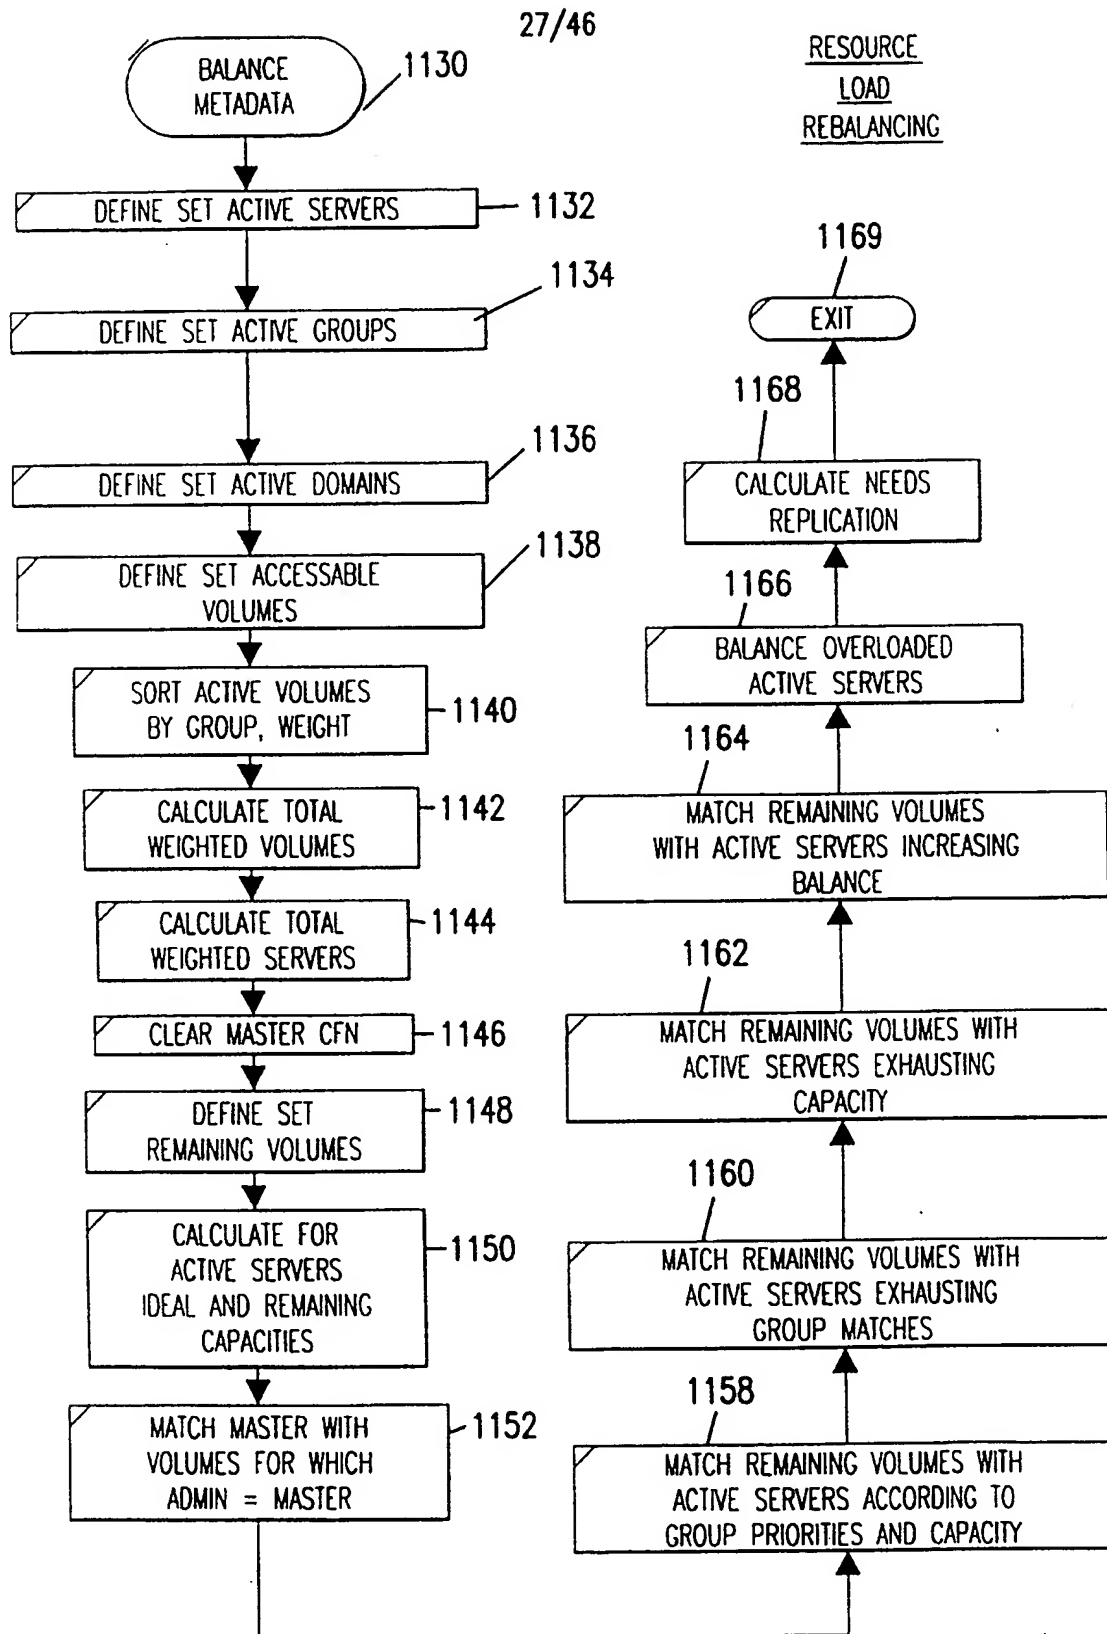 27/46
RESOURCE
LOAD
REBALANCING
BALANCE
METADATA
1130
DEFINE SET ACTIVE SERVERS
1132
DEFINE SET ACTIVE GROUPS
1134
DEFINE SET ACTIVE DOMAINS
1136
DEFINE SET ACCESSABLE
VOLUMES
1138
SORT ACTIVE VOLUMES
BY GROUP, WEIGHT
1140
CALCULATE TOTAL
WEIGHTED VOLUMES
1142
CALCULATE TOTAL
WEIGHTED SERVERS
1144
CLEAR MASTER CFN
1146
DEFINE SET
REMAINING VOLUMES
1148
CALCULATE FOR
ACTIVE SERVERS
IDEAL AND REMAINING
CAPACITIES
1150
MATCH MASTER WITH
VOLUMES FOR WHICH
ADMIN = MASTER
1152
1158
MATCH REMAINING VOLUMES WITH
ACTIVE SERVERS ACCORDING TO
GROUP PRIORITIES AND CAPACITY
1160
MATCH REMAINING VOLUMES WITH
ACTIVE SERVERS EXHAUSTING
GROUP MATCHES
1162
MATCH REMAINING VOLUMES WITH
ACTIVE SERVERS EXHAUSTING
CAPACITY
1164
MATCH REMAINING VOLUMES
WITH ACTIVE SERVERS INCREASING
BALANCE
1166
BALANCE OVERLOADED
ACTIVE SERVERS
1168
CALCULATE NEEDS
REPLICATION
1169
EXIT